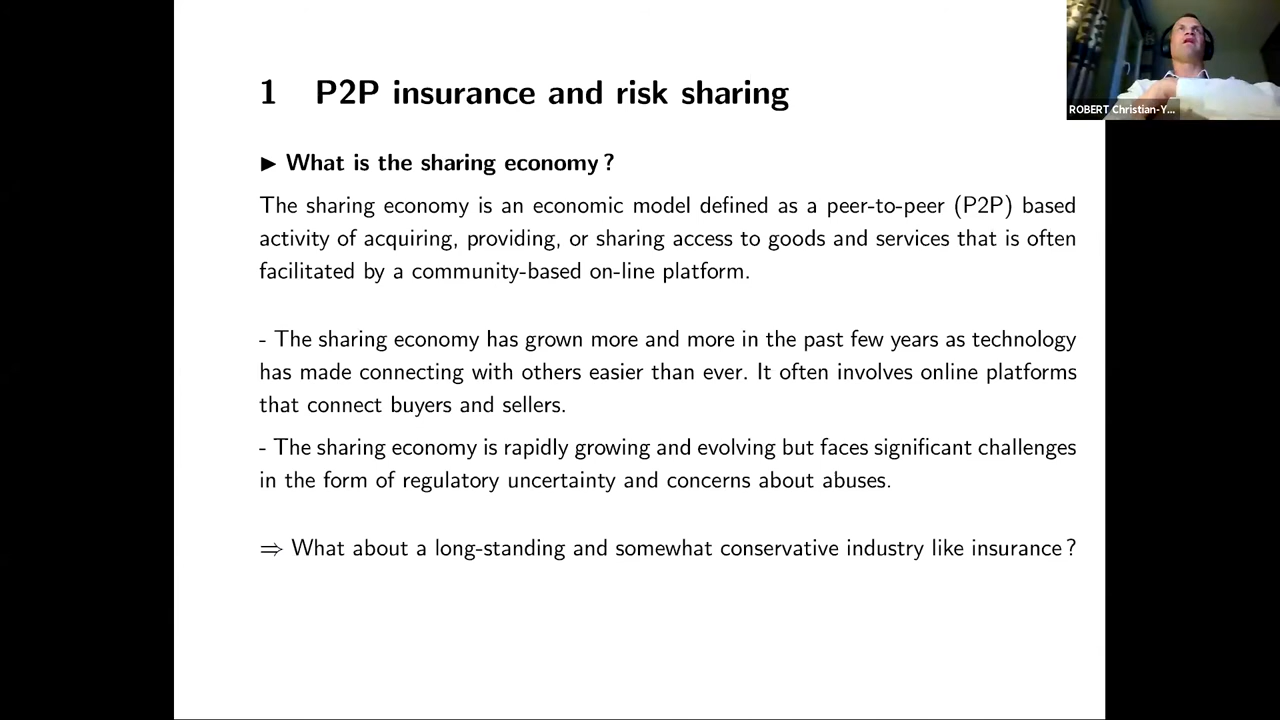 ROBERT Christian-Y...
1 P2P insurance and risk sharing
▶ What is the sharing economy ?
The sharing economy is an economic model defined as a peer-to-peer (P2P) based
activity of acquiring, providing, or sharing access to goods and services that is often
facilitated by a community-based on-line platform.
- The sharing economy has grown more and more in the past few years as technology
has made connecting with others easier than ever. It often involves online platforms
that connect buyers and sellers.
- The sharing economy is rapidly growing and evolving but faces significant challenges
in the form of regulatory uncertainty and concerns about abuses.
⇒ What about a long-standing and somewhat conservative industry like insurance ?